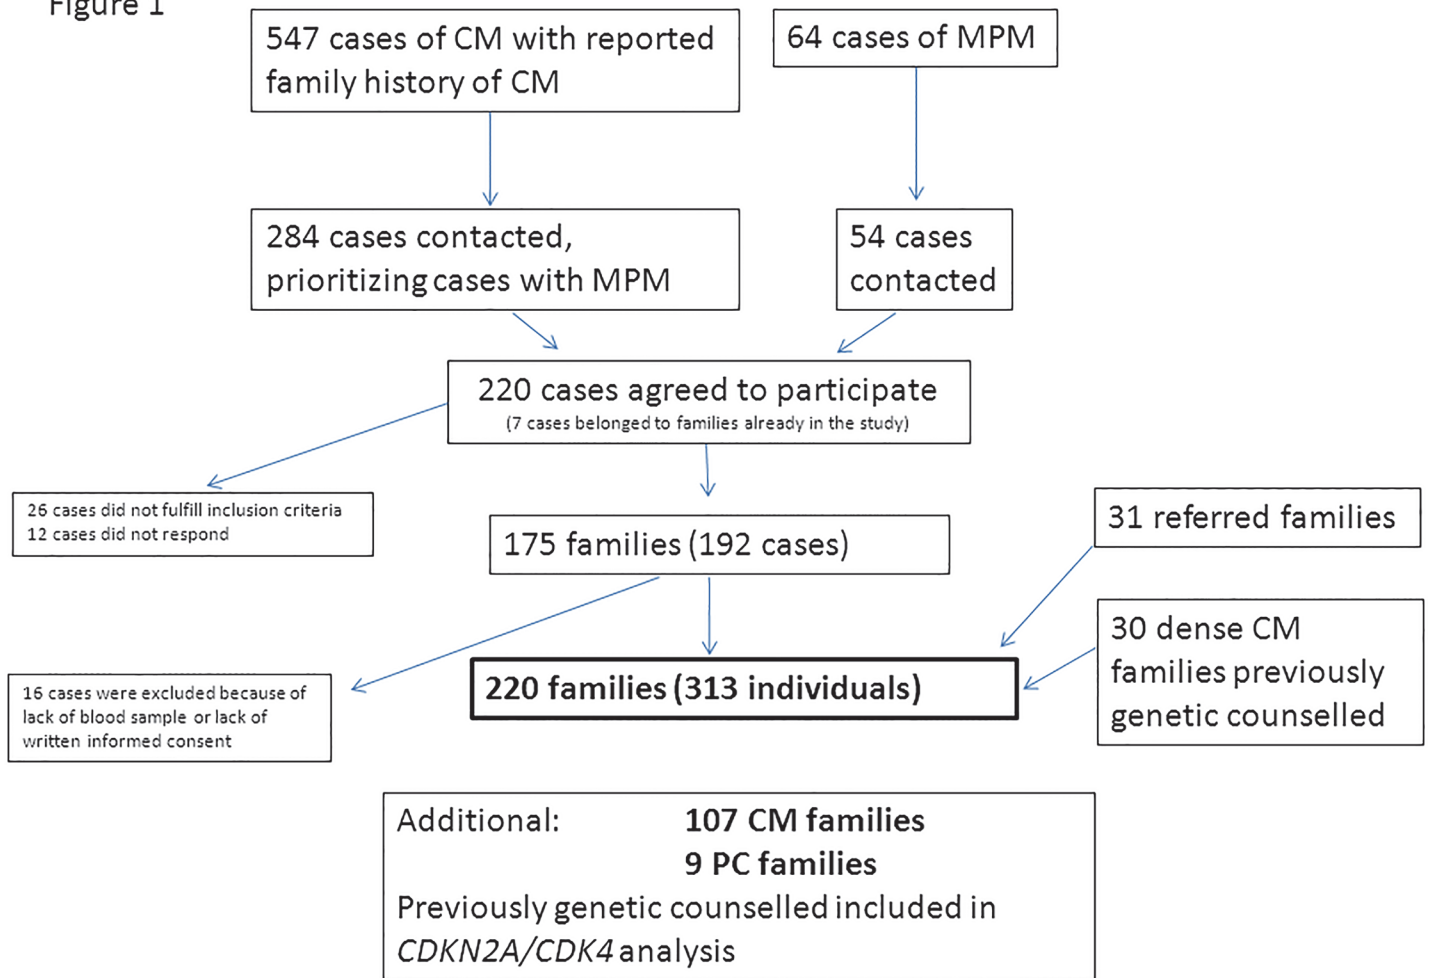 Figure 1
547 cases of CM with reported
family history of CM
64 cases of MPM
284 cases contacted,
prioritizing cases with MPM
54 cases
contacted
220 cases agreed to participate
(7 cases belonged to families already in the study)
26 cases did not fulfill inclusion criteria
12 cases did not respond
175 families (192 cases)
31 referred families
30 dense CM
families previously
genetic counselled
220 families (313 individuals)
16 cases were excluded because of
lack of blood sample or lack of
written informed consent
Additional: 107 CM families
9 PC families
Previously genetic counselled included in
CDKN2A/CDK4 analysis